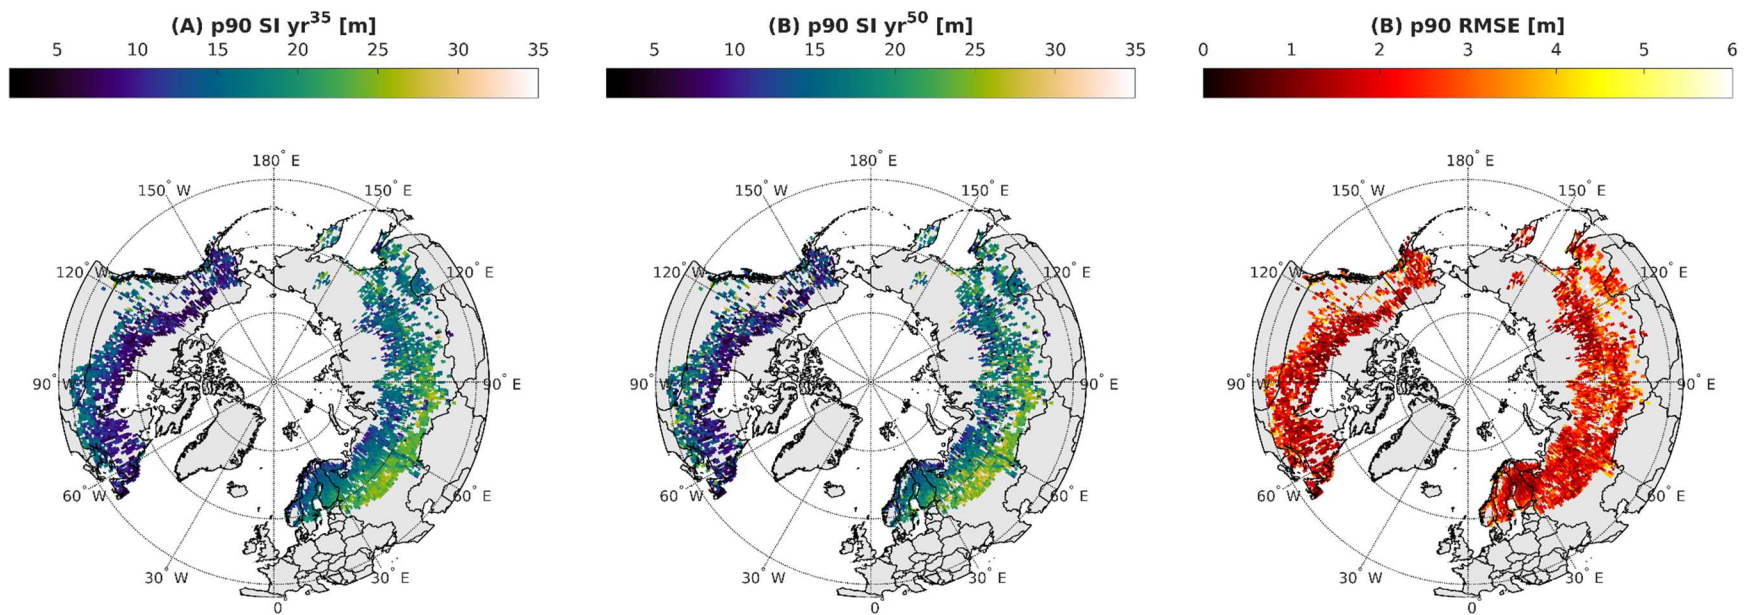 (A) p90 SI yr³⁵ [m]
5 10 15 20 25 30 35
180° E
150° W 150° E
120° W 120° E
90° W 90° E
60° W 60° E
30 W 30° E
0
(B) p90 SI yr⁵⁰ [m]
5 10 15 20 25 30 35
180° E
150° W 150° E
120° W 120° E
90° W 90° E
60° W 60° E
30° W 30° E
0°
(B) p90 RMSE [m]
0 1 2 3 4 5 6
180° E
150° W 150° E
120° W 120° E
90° W 90° E
60° W 60° E
30° W 30° E
0°